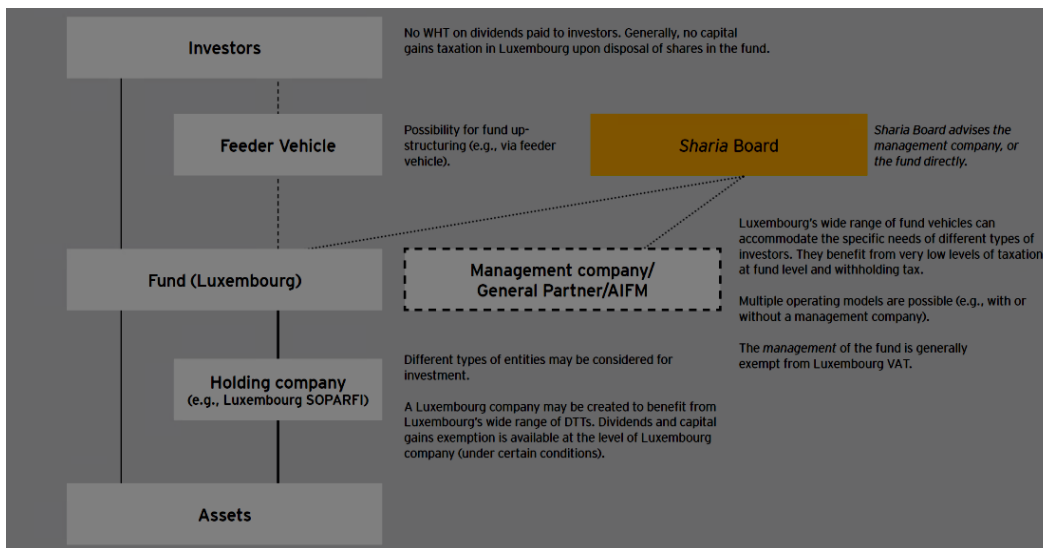 Investors
No WHT on dividends paid to investors. Generally, no capital
gains taxation in Luxembourg upon disposal of shares in the fund.
Feeder Vehicle
Possibility for fund up-
structuring (e.g., via feeder
vehicle).
Sharia Board
Sharia Board advises the
management company, or
the fund directly.
Fund (Luxembourg)
Management company/
General Partner/AIFM
Luxembourg's wide range of fund vehicles can
accommodate the specific needs of different types of
investors. They benefit from very low levels of taxation
at fund level and withholding tax.
Multiple operating models are possible (e.g., with or
without a management company).
The management of the fund is generally
exempt from Luxembourg VAT.
Holding company
(e.g., Luxembourg SOPARFI)
Different types of entities may be considered for
investment.
A Luxembourg company may be created to benefit from
Luxembourg's wide range of DTTs. Dividends and capital
gains exemption is available at the level of Luxembourg
company (under certain conditions).
Assets